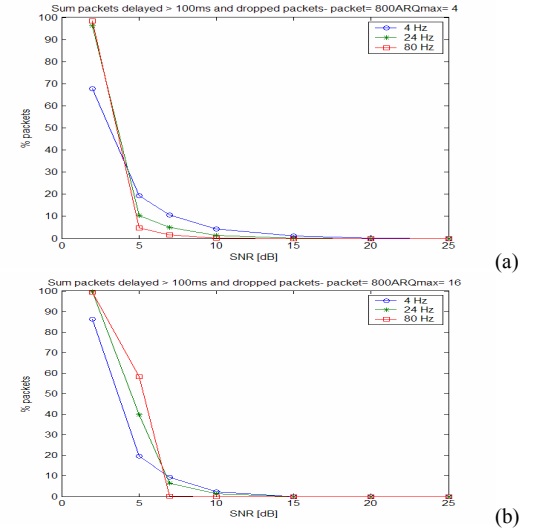 Sum packets delayed > 100ms and dropped packets- packet= 800ARQmax= 4
100
90
80
70
60
50
40
30
20
10
0
% packets
0 5 10 15 20 25
SNR [dB]
4 Hz
24 Hz
80 Hz
(a)
Sum packets delayed > 100ms and dropped packets- packet= 800ARQmax= 16
100
90
80
70
60
50
40
30
20
10
0
% packets
0 5 10 15 20 25
SNR [dB]
4 Hz
24 Hz
80 Hz
(b)